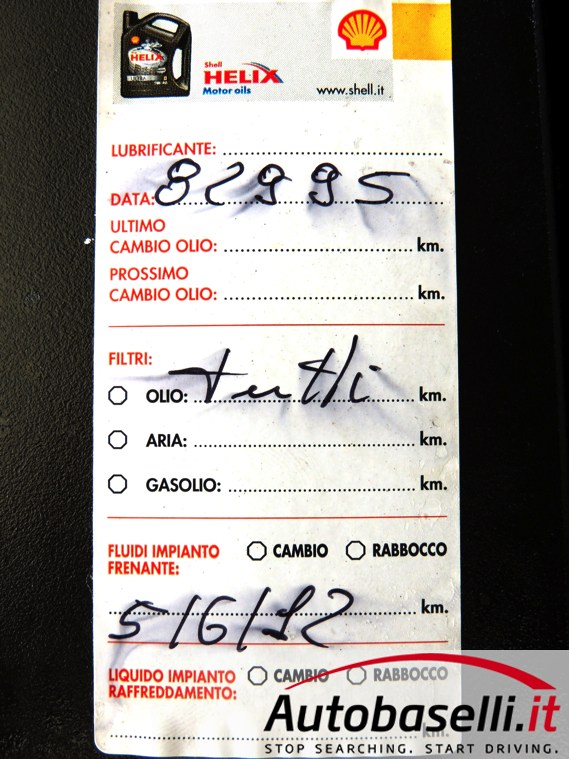 Shell
HELIX
HELIX
Motor oils
www.shell.it
LUBRIFICANTE:
DATA: 82995
ULTIMO
CAMBIO OLIO: km.
PROSSIMO
CAMBIO OLIO: km.
FILTRI:
OLIO: tutti km.
ARIA: km.
GASOLIO: km.
FLUIDI IMPIANTO CAMBIO RABBOCCO
FRENANTE:
5/6/12 km.
LIQUIDO IMPIANTO CAMBIO RABBOCCO
RAFFREDDAMENTO:
km.
Autobaselli.it
STOP SEARCHING. START DRIVING.